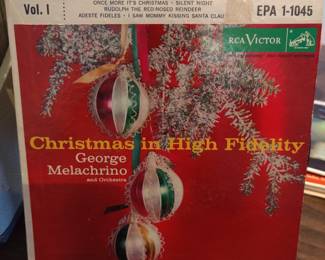 Vol. I
ONCE MORE IT'S CHRISTMAS · SILENT NIGHT
RUDOLPH THE RED-NOSED REINDEER
ADESTE FIDELES · I SAW MOMMY KISSING SANTA CLAU
EPA 1-1045
RCA VICTOR
Christmas in High Fidelity
George
Melachrino
and Orchestra